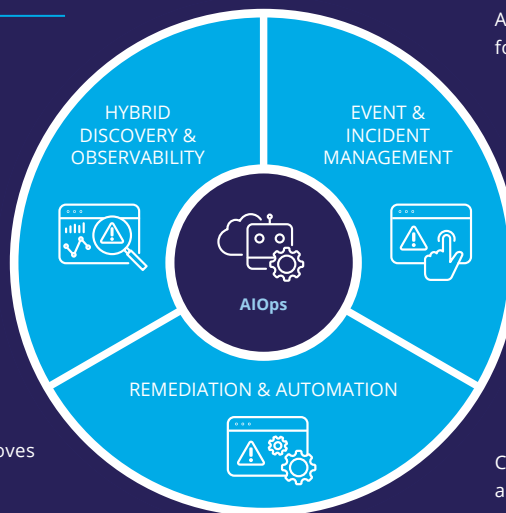 HYBRID
DISCOVERY &
OBSERVABILITY
EVENT &
INCIDENT
MANAGEMENT
AIOps
REMEDIATION & AUTOMATION